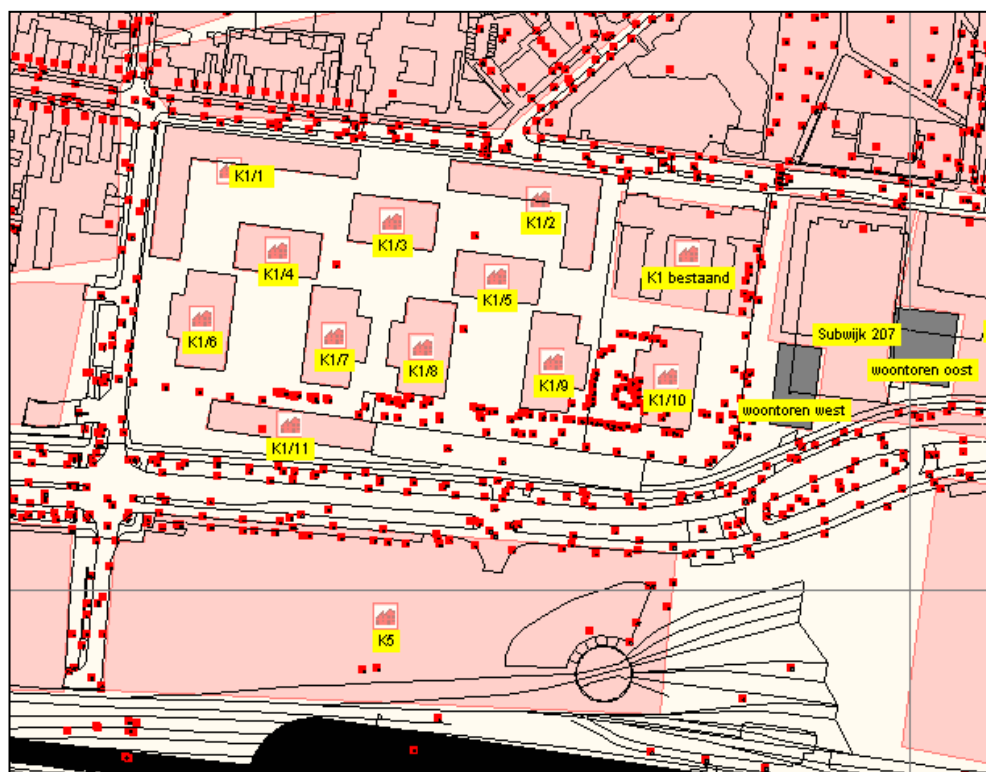 K1/1
K1/2
K1/3
K1/4
K1/5
K1 bestaand
K1/6
K1/7
K1/8
K1/9
K1/10
K1/11
Subwijk 207
woontoren oost
woontoren west
K5